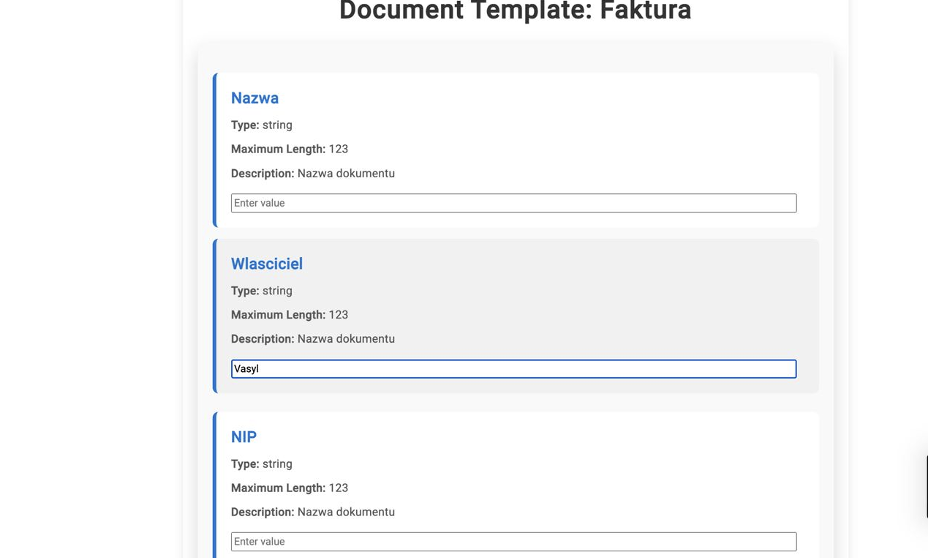 Document Template: Faktura
Nazwa
Type: string
Maximum Length: 123
Description: Nazwa dokumentu
Enter value
Wlasciciel
Type: string
Maximum Length: 123
Description: Nazwa dokumentu
Vasyl
NIP
Type: string
Maximum Length: 123
Description: Nazwa dokumentu
Enter value